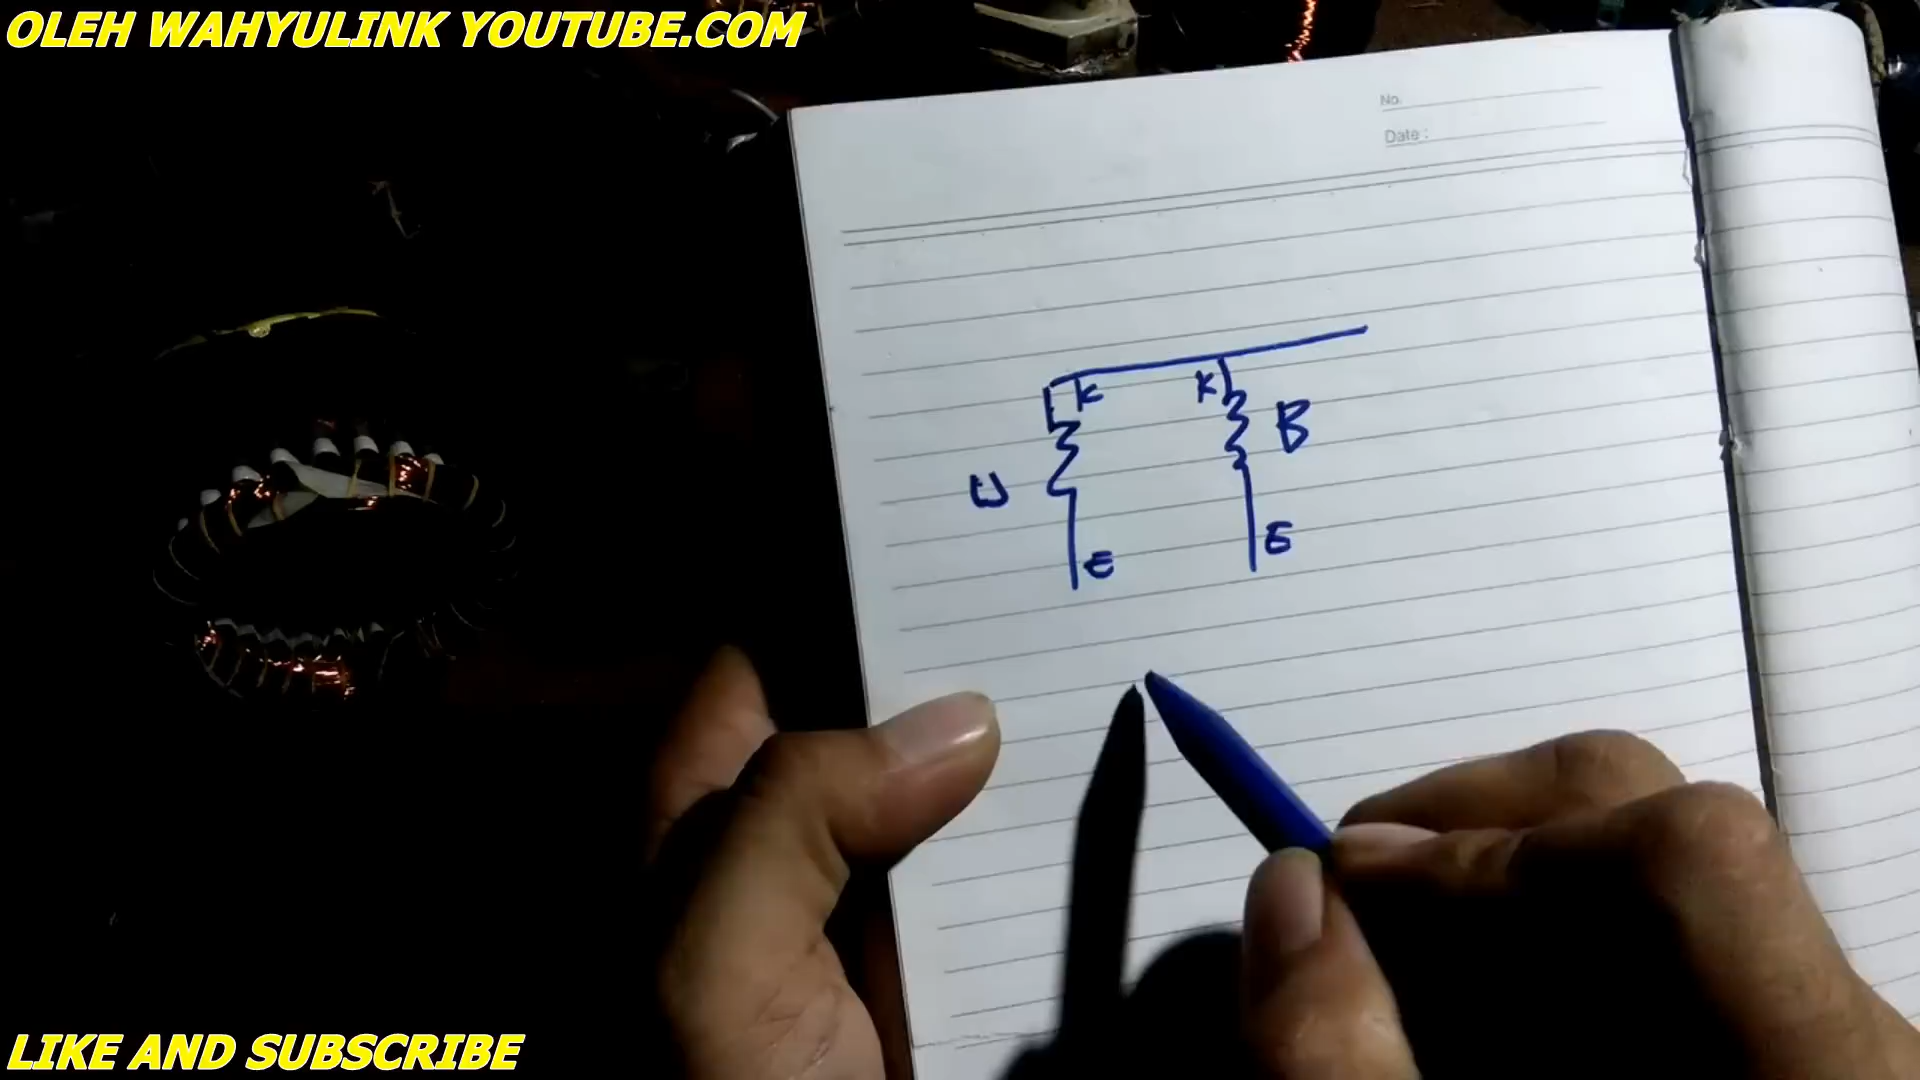 OLEH WAHYULINK YOUTUBE.COM
No.
Date :
K K
B
U
E E
LIKE AND SUBSCRIBE